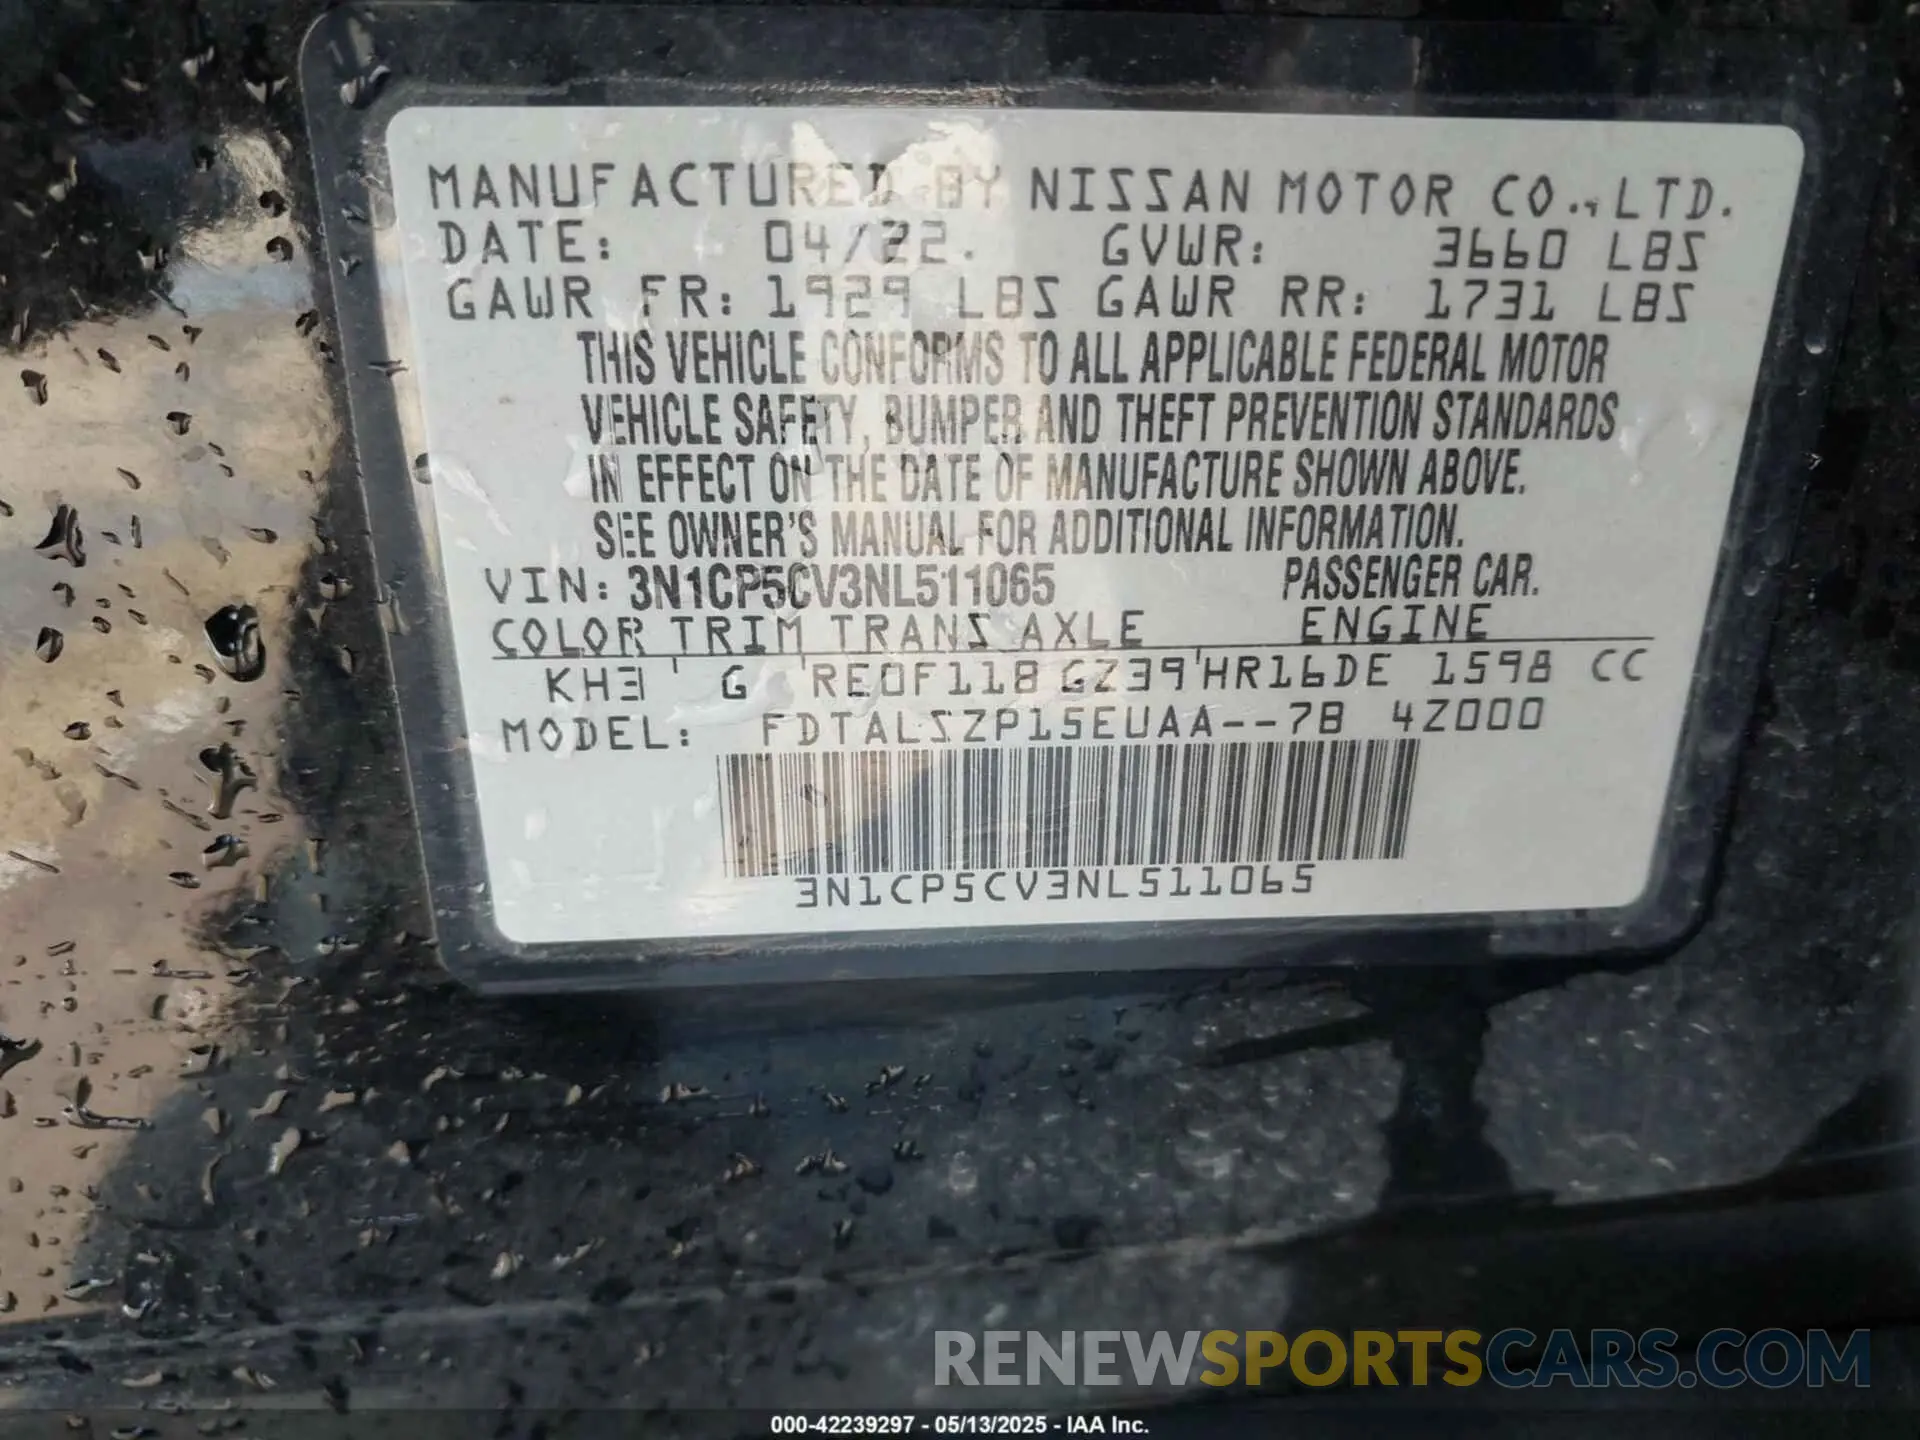 MANUFACTURED BY NISSAN MOTOR CO., LTD.
DATE: 04/22. GVWR: 3660 LBS
GAWR FR: 1929 LBS GAWR RR: 1731 LBS
THIS VEHICLE CONFORMS TO ALL APPLICABLE FEDERAL MOTOR
VEHICLE SAFETY, BUMPER AND THEFT PREVENTION STANDARDS
IN EFFECT ON THE DATE OF MANUFACTURE SHOWN ABOVE.
SEE OWNER'S MANUAL FOR ADDITIONAL INFORMATION.
VIN: 3N1CP5CV3NL511065 PASSENGER CAR.
COLOR TRIM TRANS AXLE ENGINE
KH3 ' G ' RE0F11B GZ39 ' HR16DE 1598 CC
MODEL: FDTALSZP15EUAA--7B 4Z000
3N1CP5CV3NL511065
RENEWSPORTSCARS.COM
000-42239297 - 05/13/2025 - IAA Inc.